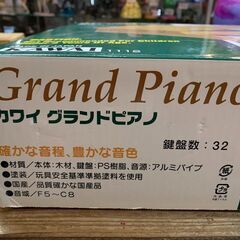 1118
Grand Piano
カワイ グランドピアノ
確かな音程、豊かな音色
鍵盤数：32
●材質／本体：木材、鍵盤：PS樹脂、音源：アルミパイプ
●塗装／玩具安全基準準拠塗料を使用
●国産／品質確かな国産品
●音域／F5〜C8